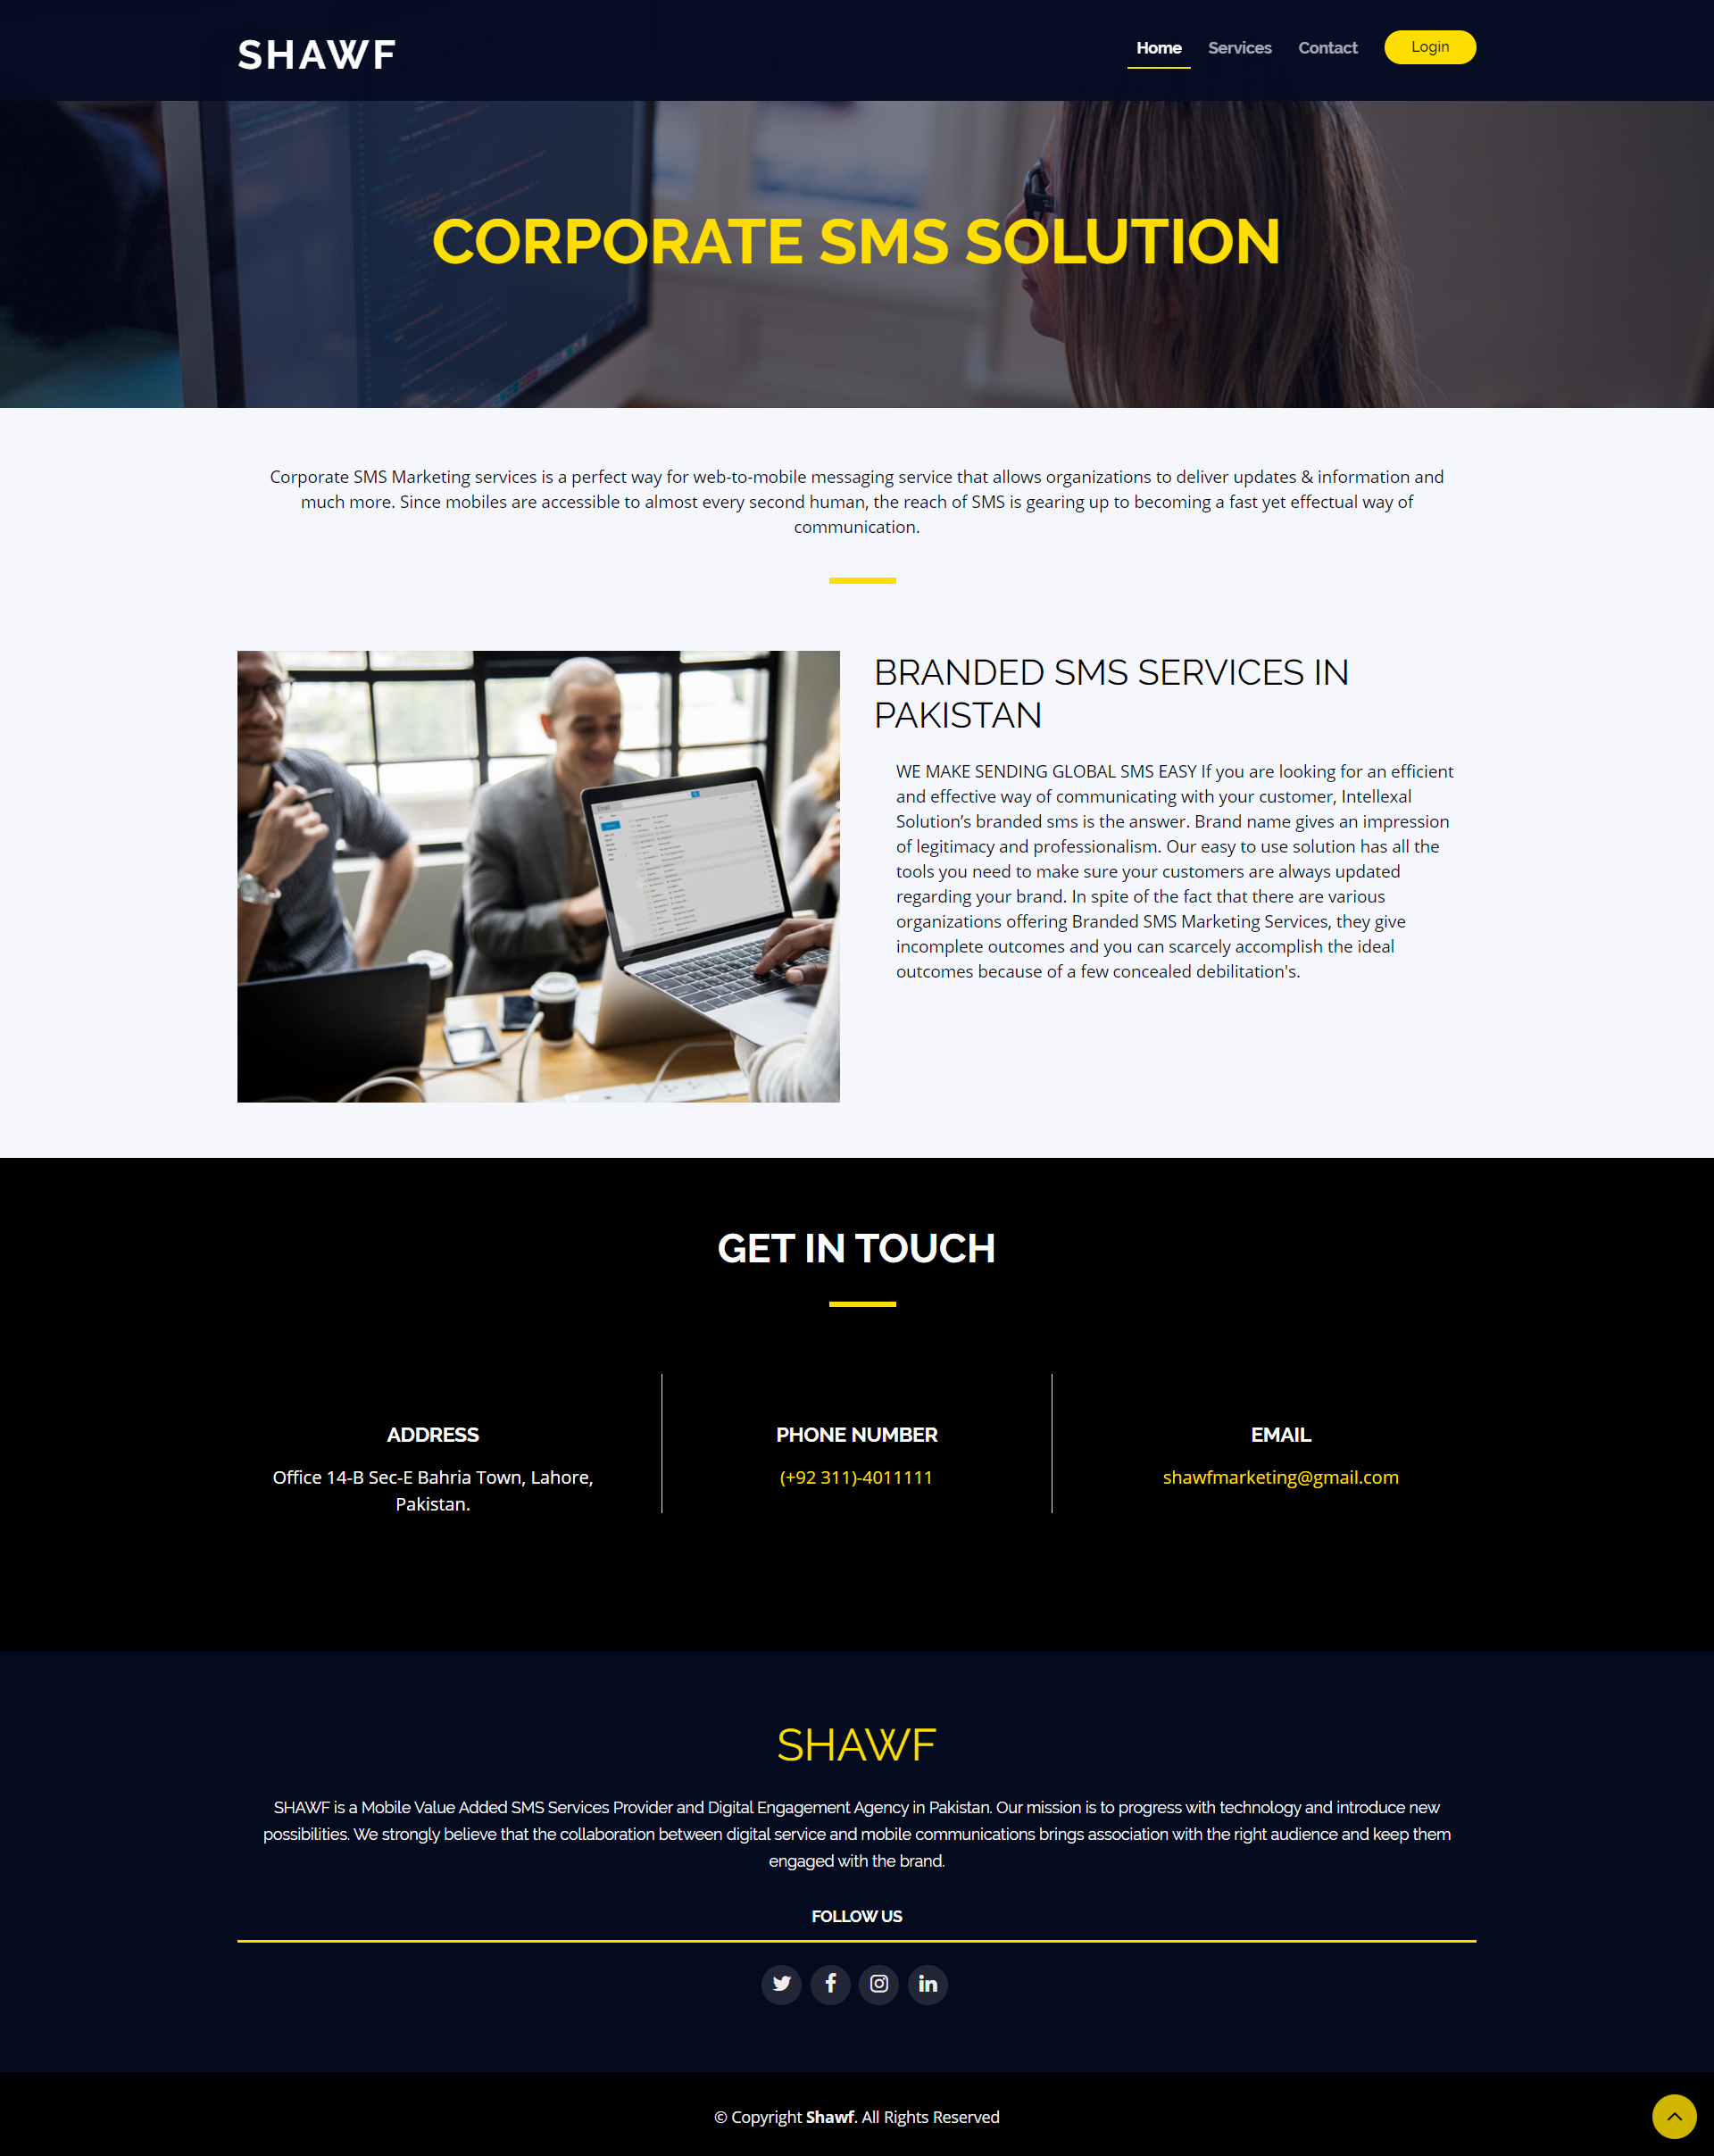 SHAWF
Home Services Contact Login
CORPORATE SMS SOLUTION
Corporate SMS Marketing services is a perfect way for web-to-mobile messaging service that allows organizations to deliver updates & information and
much more. Since mobiles are accessible to almost every second human, the reach of SMS is gearing up to becoming a fast yet effectual way of
communication.
BRANDED SMS SERVICES IN
PAKISTAN
WE MAKE SENDING GLOBAL SMS EASY If you are looking for an efficient
and effective way of communicating with your customer, Intellexal
Solution’s branded sms is the answer. Brand name gives an impression
of legitimacy and professionalism. Our easy to use solution has all the
tools you need to make sure your customers are always updated
regarding your brand. In spite of the fact that there are various
organizations offering Branded SMS Marketing Services, they give
incomplete outcomes and you can scarcely accomplish the ideal
outcomes because of a few concealed debilitation's.
Email
GET IN TOUCH
ADDRESS
Office 14-B Sec-E Bahria Town, Lahore,
Pakistan.
PHONE NUMBER
(+92 311)-4011111
EMAIL
shawfmarketing@gmail.com
SHAWF
SHAWF is a Mobile Value Added SMS Services Provider and Digital Engagement Agency in Pakistan. Our mission is to progress with technology and introduce new
possibilities. We strongly believe that the collaboration between digital service and mobile communications brings association with the right audience and keep them
engaged with the brand.
FOLLOW US
© Copyright Shawf. All Rights Reserved